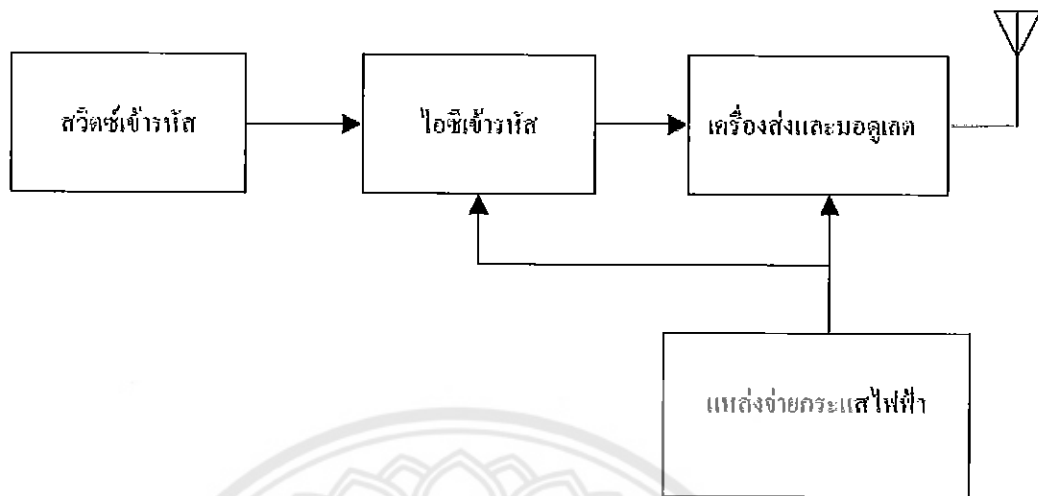 สวิตซ์เข้ารหัส
ไอซีเข้ารหัส
เครื่องส่งและมอดูเลต
แหล่งจ่ายกระแสไฟฟ้า